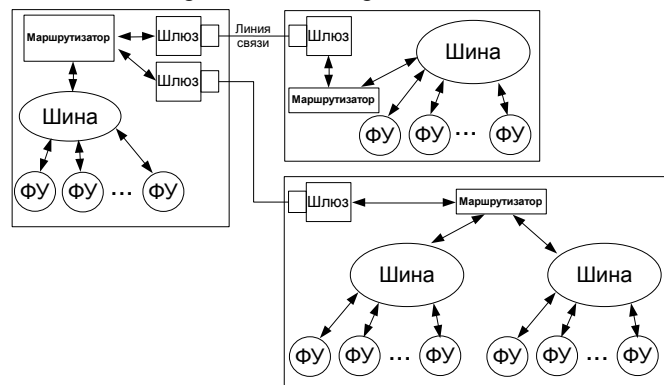 Маршрутизатор
Шлюз
Линия
связи
Шлюз
Шлюз
Шина
ФУ ФУ ... ФУ
Маршрутизатор
Шина
ФУ ФУ ... ФУ
Шлюз
Маршрутизатор
Шина
Шина
ФУ ФУ ... ФУ
ФУ ФУ ... ФУ